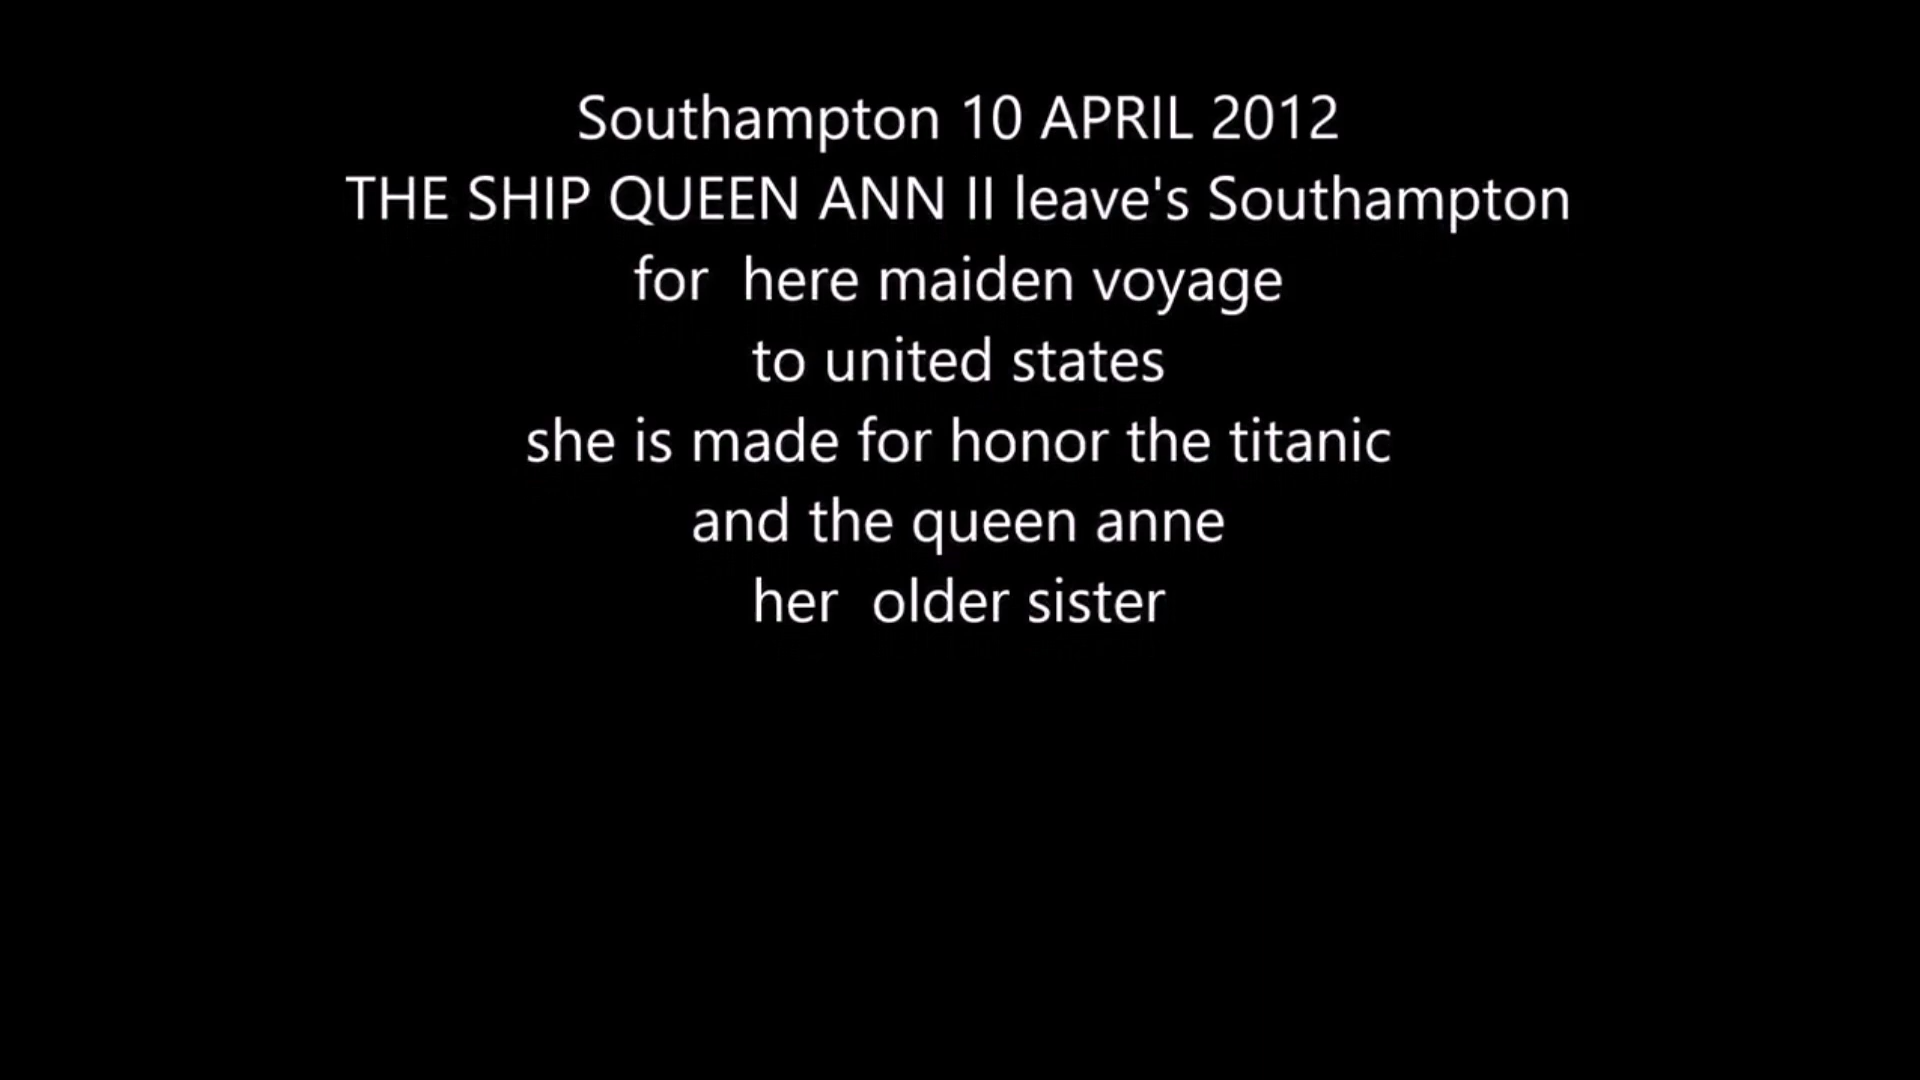 Southampton 10 APRIL 2012
THE SHIP QUEEN ANN II leave's Southampton
for  here maiden voyage
to united states
she is made for honor the titanic
and the queen anne
her  older sister